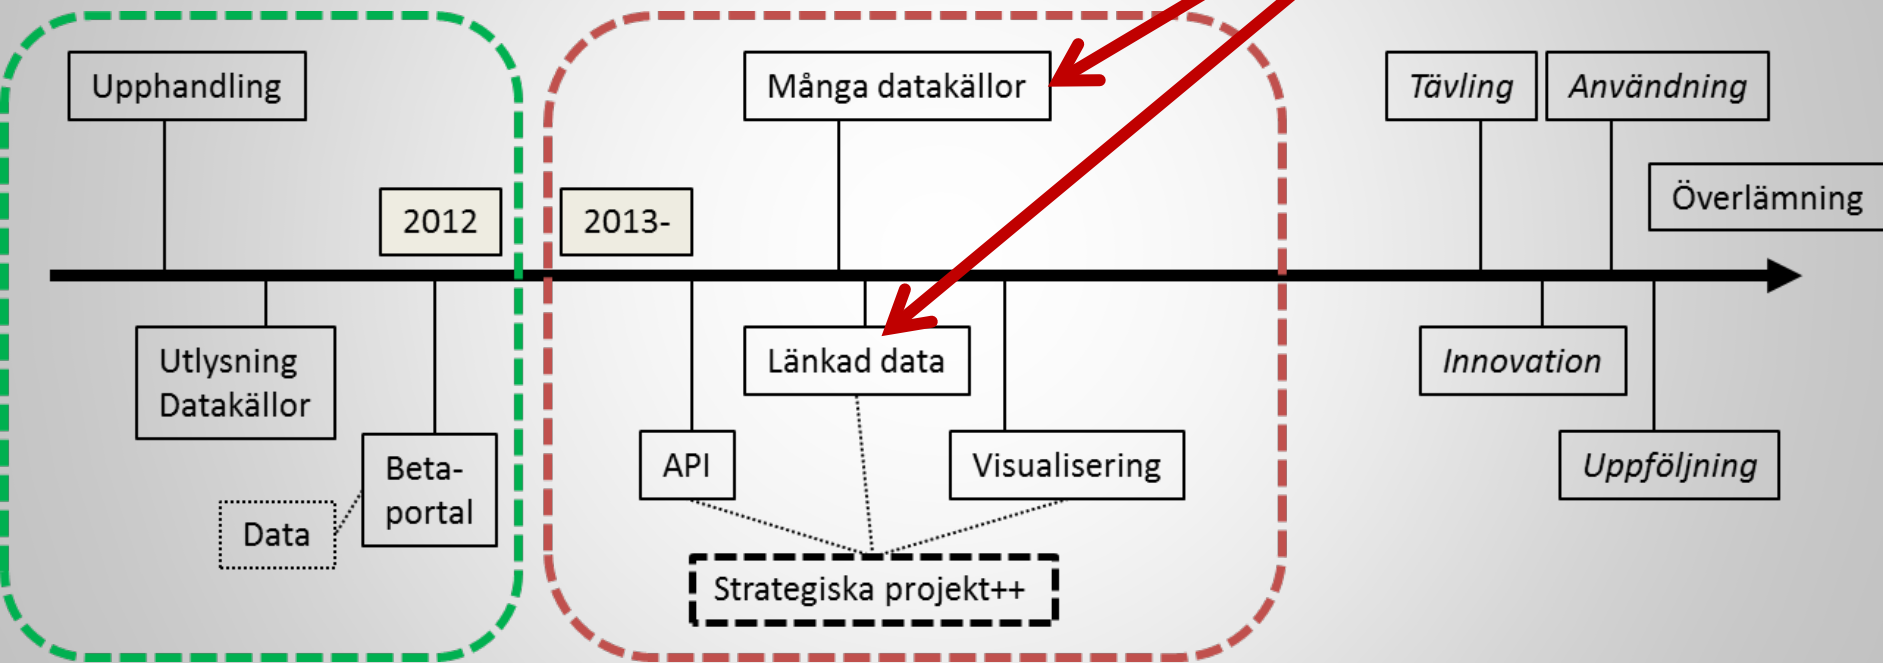 Upphandling
Många datakällor
Tävling
Användning
Överlämning
2012
2013-
Utlysning
Datakällor
Länkad data
Innovation
Beta-
portal
API
Visualisering
Uppföljning
Data
Strategiska projekt++